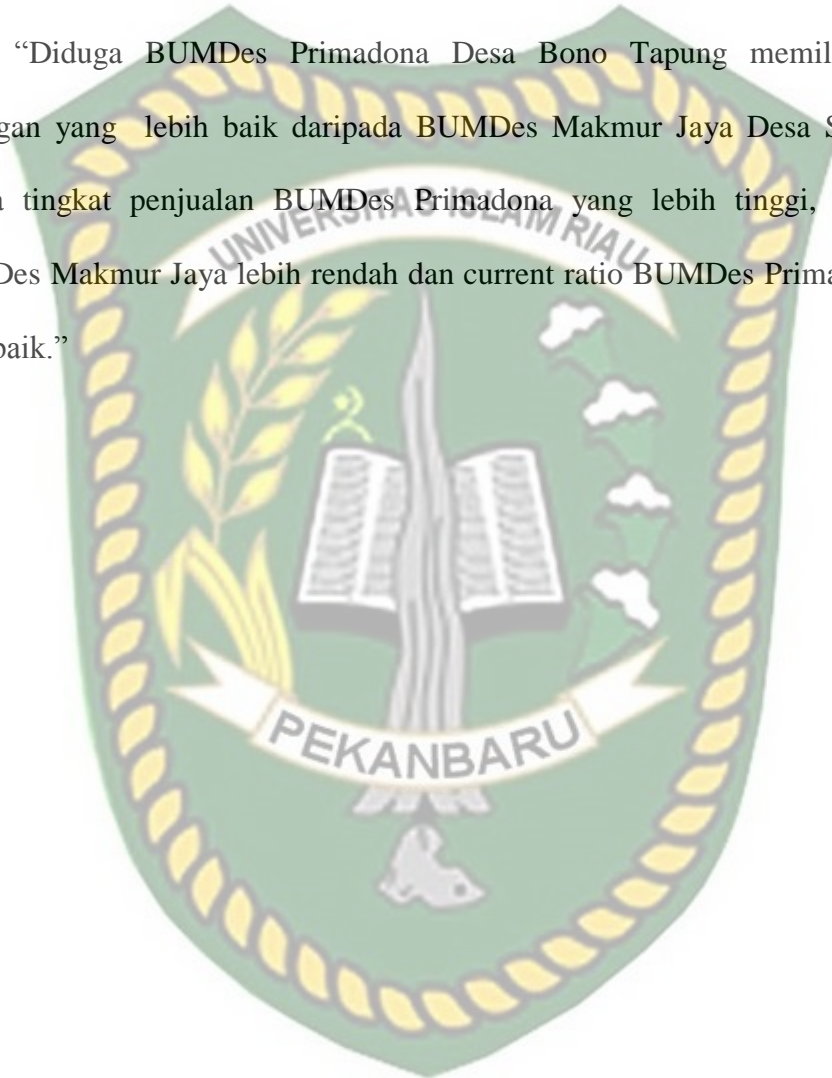 “Diduga BUMDes Primadona Desa Bono Tapung memil
gan yang lebih baik daripada BUMDes Makmur Jaya Desa S
tingkat penjualan BUMDes Primadona yang lebih tinggi,
Des Makmur Jaya lebih rendah dan current ratio BUMDes Prima
baik.”
UNIVERSITAS ISLAM RIAU
PEKANBARU